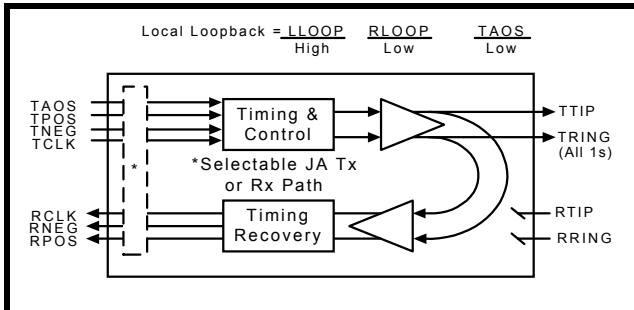 Local Loopback = LLOOP RLOOP TAOS
High Low Low
TAOS
TPOS
TNEG
TCLK
Timing &
Control
TTIP
TRING
(All 1s)
*
*Selectable JA Tx
or Rx Path
RCLK
RNEG
RPOS
Timing
Recovery
RTIP
RRING